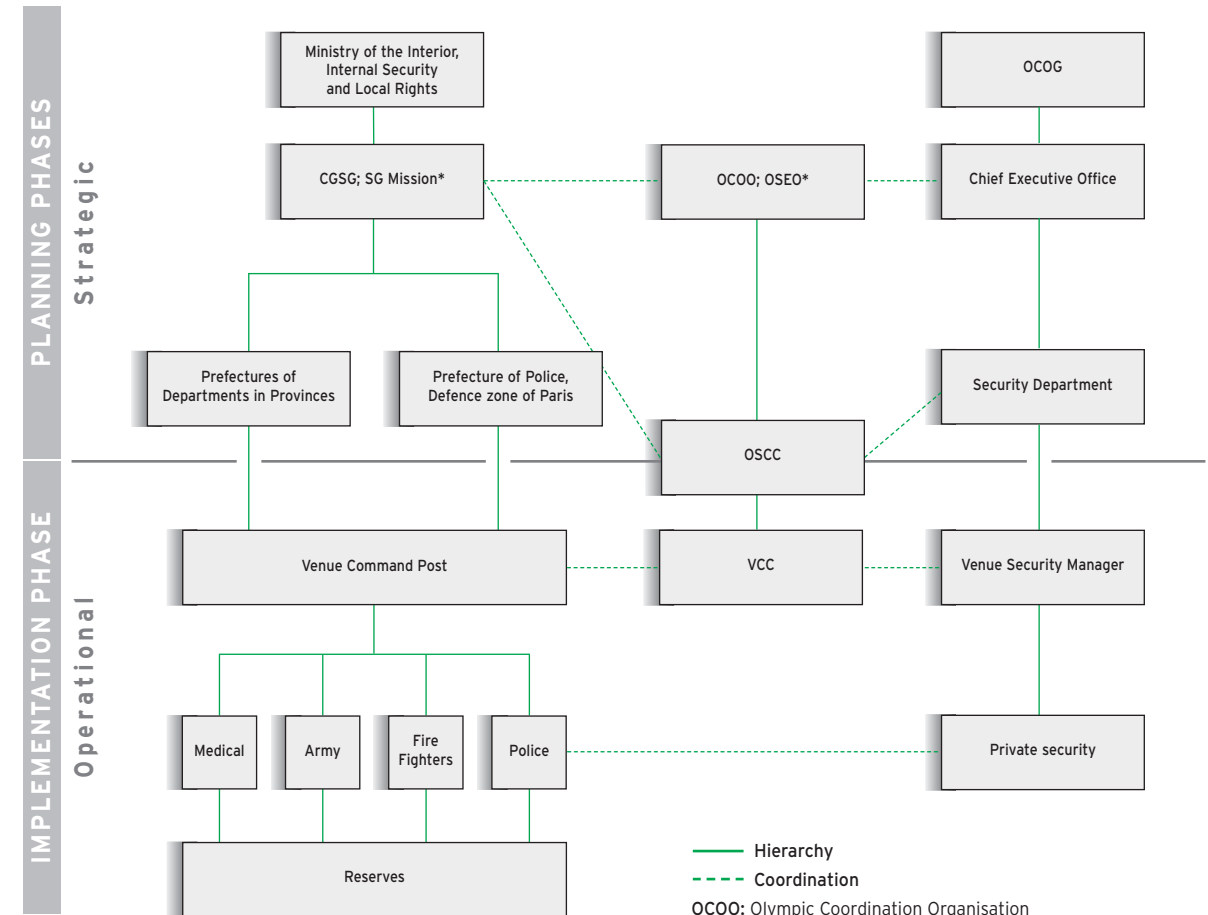 PLANNING PHASES
Strategic
Ministry of the Interior,
Internal Security
and Local Rights
OCOG
CGSG; SG Mission*
OCOO; OSEO*
Chief Executive Office
Prefectures of
Departments in Provinces
Prefecture of Police,
Defence zone of Paris
Security Department
OSCC
IMPLEMENTATION PHASE
Operational
Venue Command Post
VCC
Venue Security Manager
Medical
Army
Fire
Fighters
Police
Private security
Reserves
Hierarchy
Coordination
OCOO: Olympic Coordination Organisation